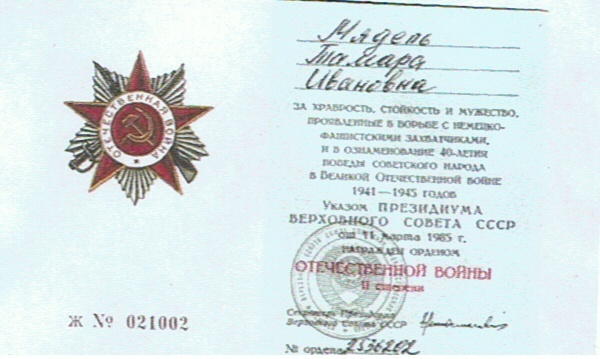 ОТЕЧЕСТВЕННАЯ ВОЙНА
Ж № 021002
Мядель
Тамара
Ивановна
ЗА ХРАБРОСТЬ, СТОЙКОСТЬ И МУЖЕСТВО,
ПРОЯВЛЕННЫЕ В БОРЬБЕ С НЕМЕЦКО-
ФАШИСТСКИМИ ЗАХВАТЧИКАМИ,
И В ОЗНАМЕНОВАНИЕ 40-ЛЕТИЯ
ПОБЕДЫ СОВЕТСКОГО НАРОДА
В ВЕЛИКОЙ ОТЕЧЕСТВЕННОЙ ВОЙНЕ
1941—1945 ГОДОВ
УКАЗОМ ПРЕЗИДИУМА
ВЕРХОВНОГО СОВЕТА СССР
от 11 марта 1985 г.
НАГРАЖДЕН ОРДЕНОМ
ОТЕЧЕСТВЕННОЙ ВОЙНЫ
II степени
Секретарь Президиума
Верховного Совета СССР
№ ордена 2536202